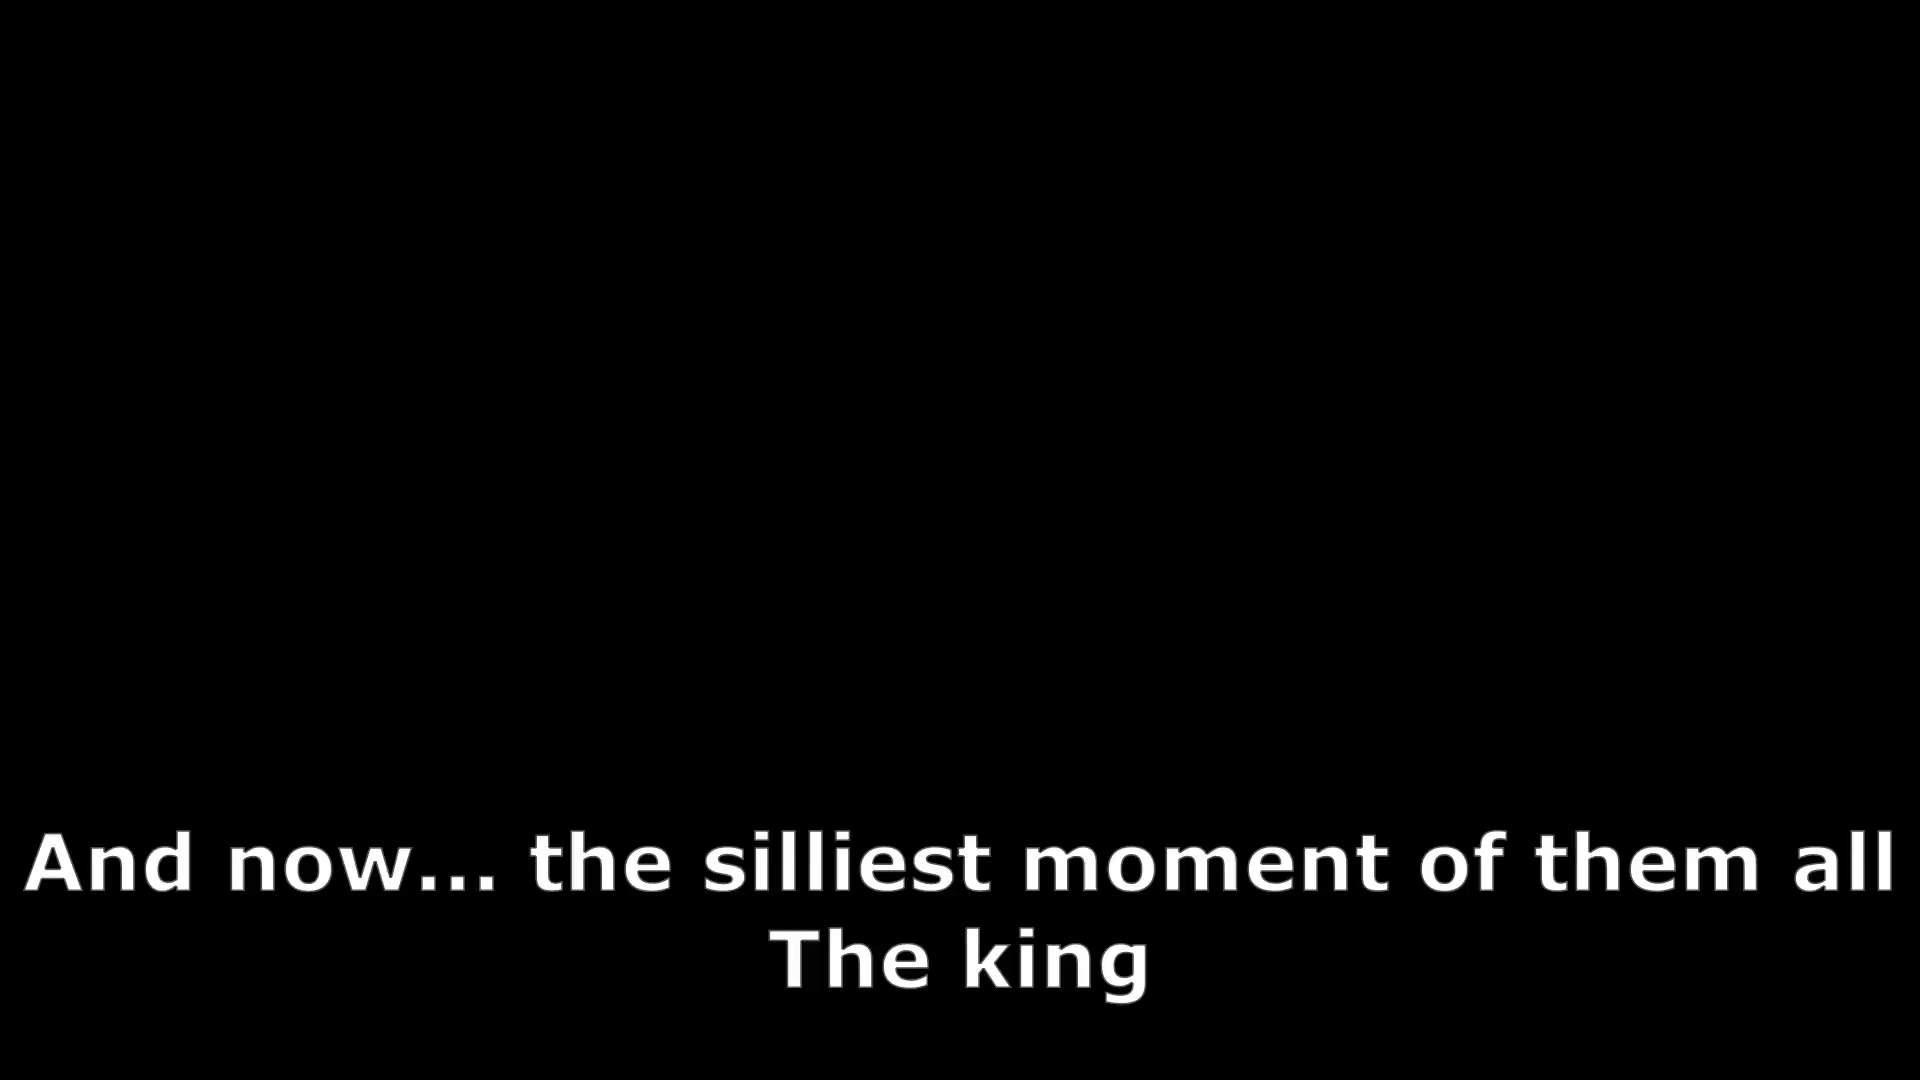 And now... the silliest moment of them all
The king